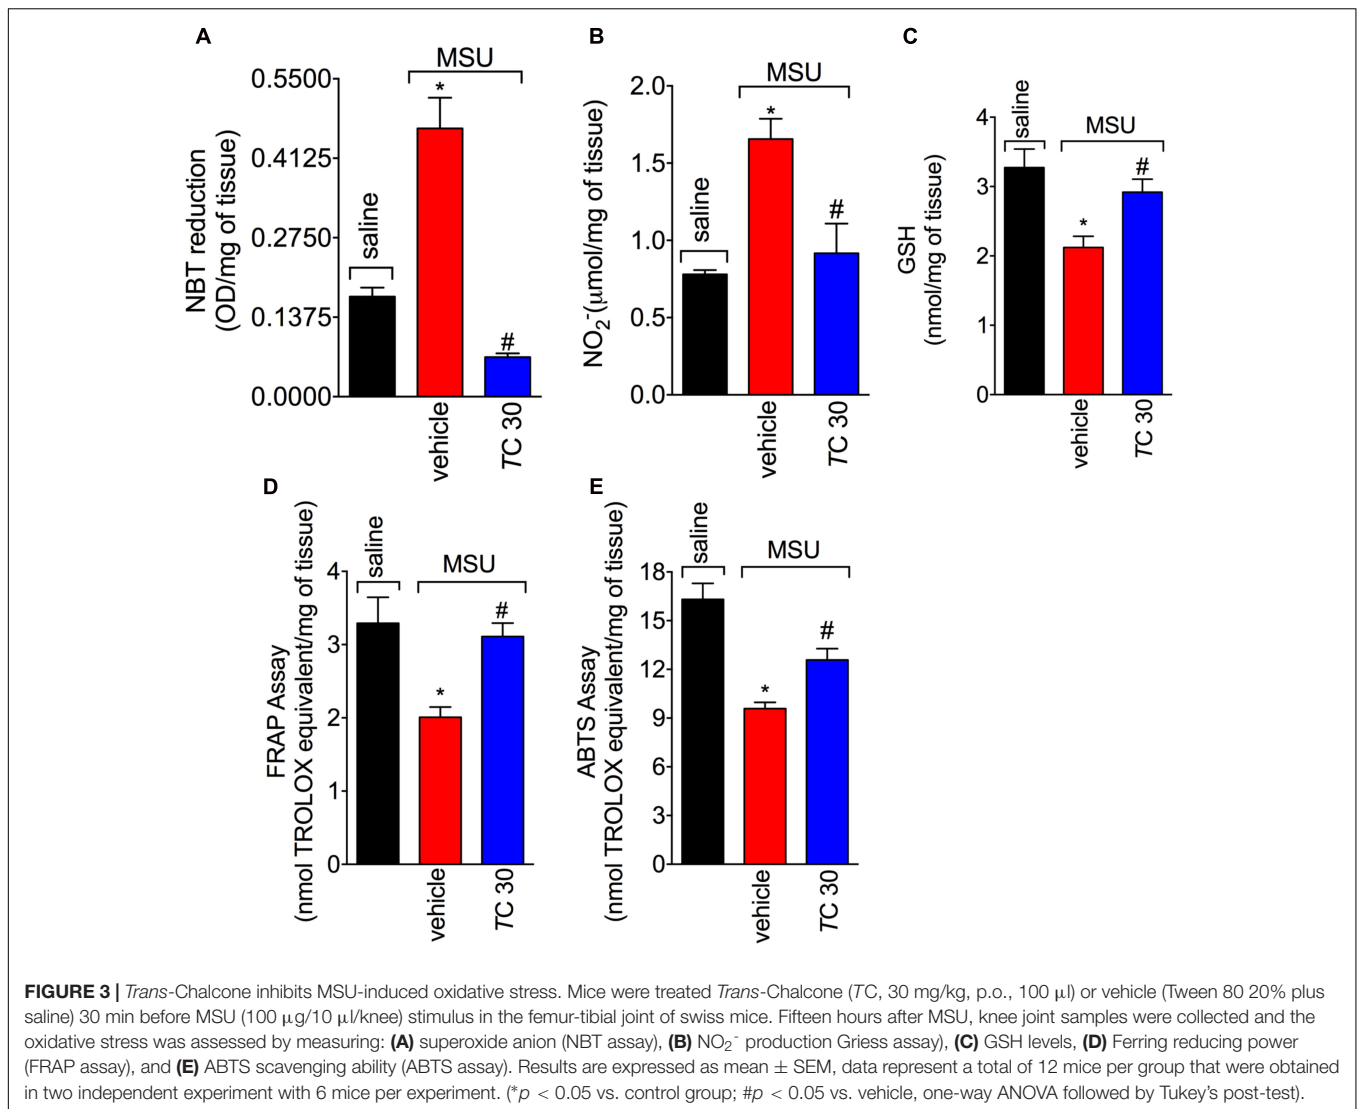 A
MSU
*
0.5500
0.4125
0.2750
0.1375
0.0000
NBT reduction
(OD/mg of tissue)
saline
#
vehicle
TC 30
B
MSU
*
2.0
1.5
1.0
0.5
0.0
NO2-(μmol/mg of tissue)
saline
#
vehicle
TC 30
C
saline
MSU
4
3
2
1
0
GSH
(nmol/mg of tissue)
*
#
vehicle
TC 30
D
saline
MSU
4
3
2
1
0
FRAP Assay
(nmol TROLOX equivalent/mg of tissue)
*
#
vehicle
TC 30
E
saline
MSU
18
15
12
9
6
3
0
ABTS Assay
(nmol TROLOX equivalent/mg of tissue)
*
#
vehicle
TC 30
FIGURE 3 | Trans-Chalcone inhibits MSU-induced oxidative stress. Mice were treated Trans-Chalcone (TC, 30 mg/kg, p.o., 100 μl) or vehicle (Tween 80 20% plus
saline) 30 min before MSU (100 μg/10 μl/knee) stimulus in the femur-tibial joint of swiss mice. Fifteen hours after MSU, knee joint samples were collected and the
oxidative stress was assessed by measuring: (A) superoxide anion (NBT assay), (B) NO2- production Griess assay), (C) GSH levels, (D) Ferring reducing power
(FRAP assay), and (E) ABTS scavenging ability (ABTS assay). Results are expressed as mean ± SEM, data represent a total of 12 mice per group that were obtained
in two independent experiment with 6 mice per experiment. (*p < 0.05 vs. control group; #p < 0.05 vs. vehicle, one-way ANOVA followed by Tukey's post-test).